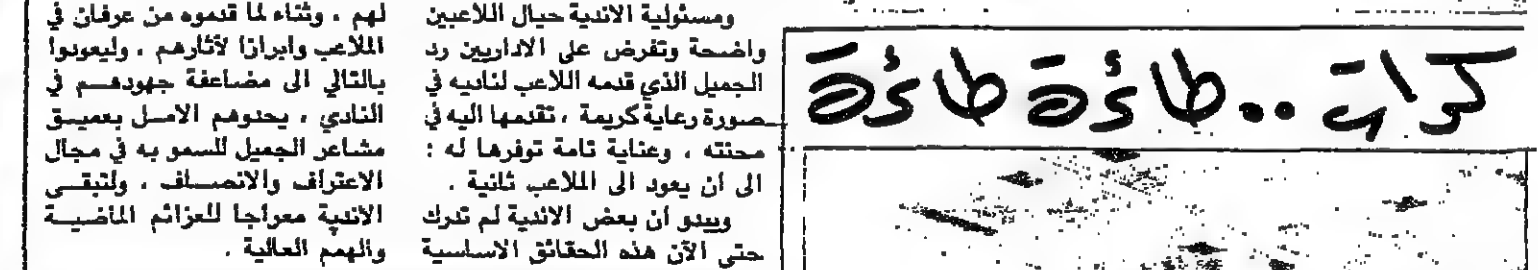 كرات .. طائرة طائرة
ومسئولية الاندية حيال اللاعبين
واضحة وتفرض على الاداريين رد
الجميل الذي قدمه اللاعب لناديه في
صورة رعاية كريمة ، تقدمها اليه في
محنته ، وعناية تامة توفرها له :
الى ان يعود الى الملاعب ثانية .
ويبدو ان بعض الاندية لم تدرك
حتى الآن هذه الحقائق الاساسية
لهم ، وثناء لما قدموه من عرفان في
الملاعب وابرازا لآثارهم ، وليعودوا
بالتالي الى مضاعفة جهودهم في
النادي ، يحدوهم الامل بعميق
مشاعر الجميل للسمو به في مجال
الاعتراف والانصاف ، ولتبقى
الاندية معراجا للعزائم الماضية
والهمم العالية .